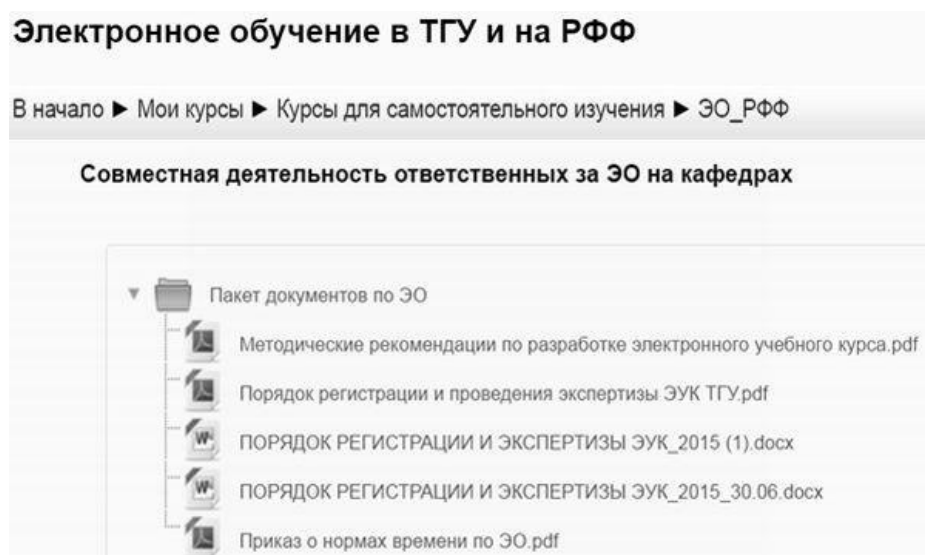 Электронное обучение в ТГУ и на РФФ
В начало ► Мои курсы ► Курсы для самостоятельного изучения ► ЭО_РФФ
Совместная деятельность ответственных за ЭО на кафедрах
Пакет документов по ЭО
Методические рекомендации по разработке электронного учебного курса.pdf
Порядок регистрации и проведения экспертизы ЭУК ТГУ.pdf
ПОРЯДОК РЕГИСТРАЦИИ И ЭКСПЕРТИЗЫ ЭУК_2015 (1).docx
ПОРЯДОК РЕГИСТРАЦИИ И ЭКСПЕРТИЗЫ ЭУК_2015_30.06.docx
Приказ о нормах времени по ЭО.pdf